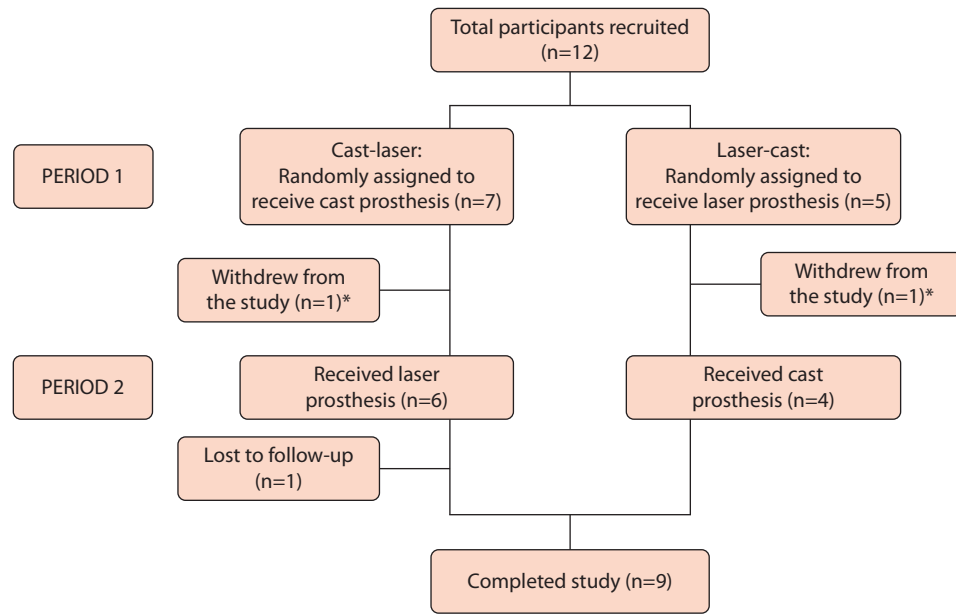 Total participants recruited
(n=12)
PERIOD 1
Cast-laser:
Randomly assigned to
receive cast prosthesis (n=7)
Laser-cast:
Randomly assigned to
receive laser prosthesis (n=5)
Withdrew from
the study (n=1)*
Withdrew from
the study (n=1)*
PERIOD 2
Received laser
prosthesis (n=6)
Received cast
prosthesis (n=4)
Lost to follow-up
(n=1)
Completed study (n=9)